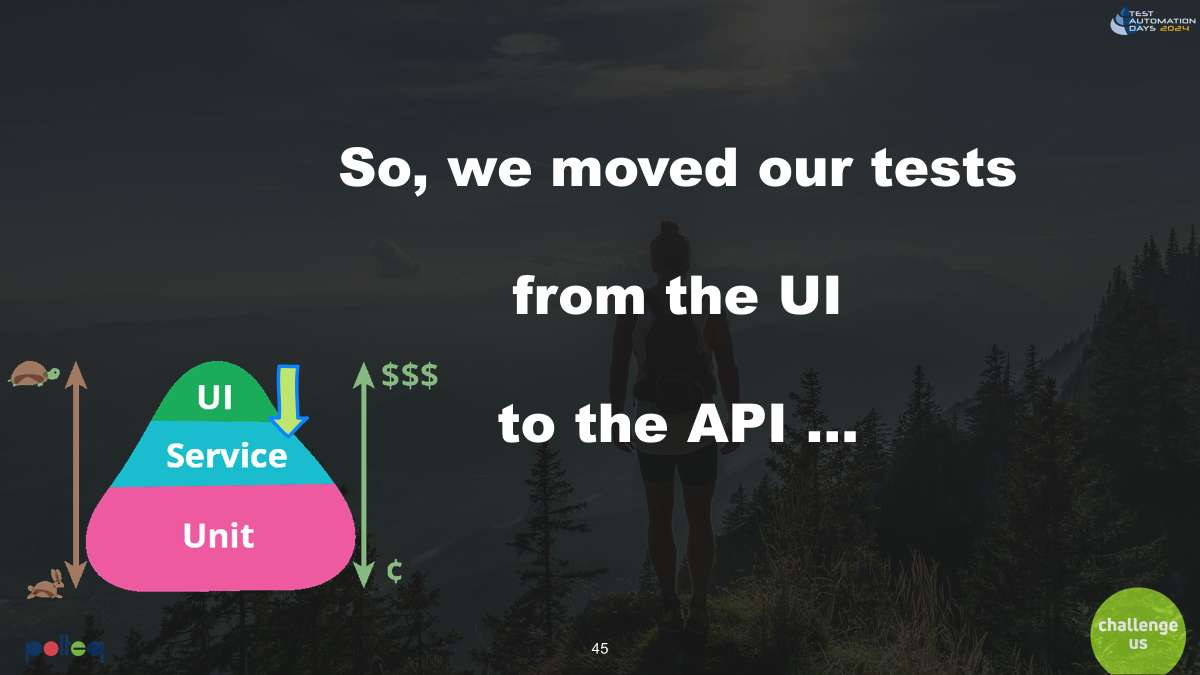 TEST
AUTOMATION
DAYS 2024
So, we moved our tests
from the UI
to the API ...
UI
$$$
Service
Unit
¢
polteq
45
challenge
us